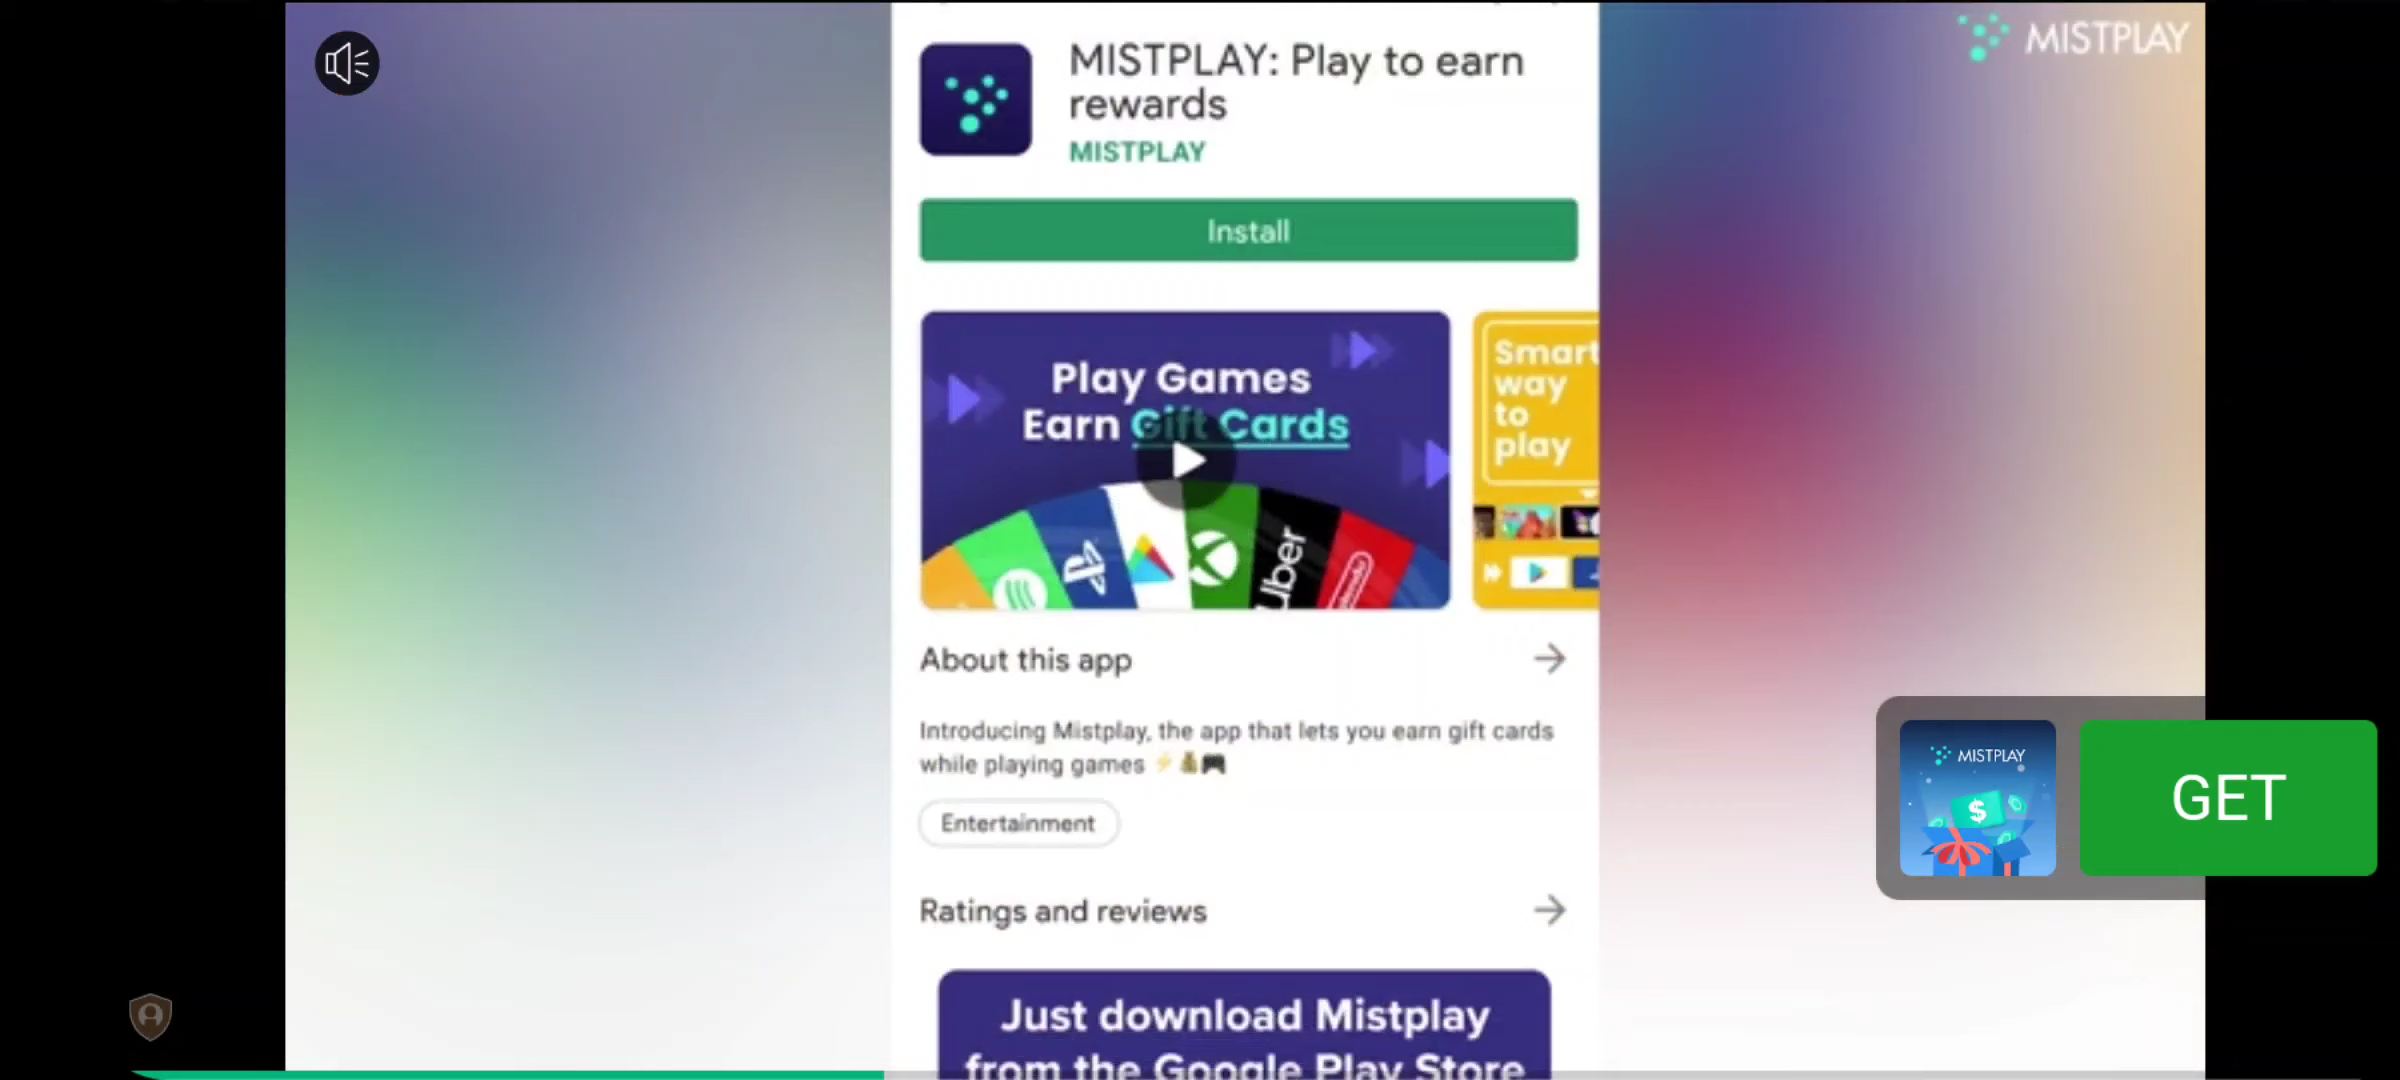 MISTPLAY
MISTPLAY: Play to earn
rewards
MISTPLAY
Install
Play Games
Earn Gift Cards
Uber
Nintendo
Smart
way
to
play
About this app
Introducing Mistplay, the app that lets you earn gift cards
while playing games ⚡💰🎮
Entertainment
MISTPLAY
$
GET
Ratings and reviews
Just download Mistplay
from the Google Play Store